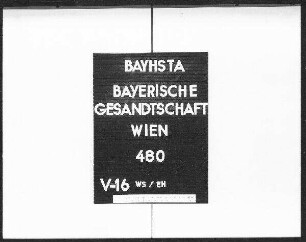 BAYHSTA
BAYERISCHE
GESANDTSCHAFT
WIEN
480
V-16 WS / EH